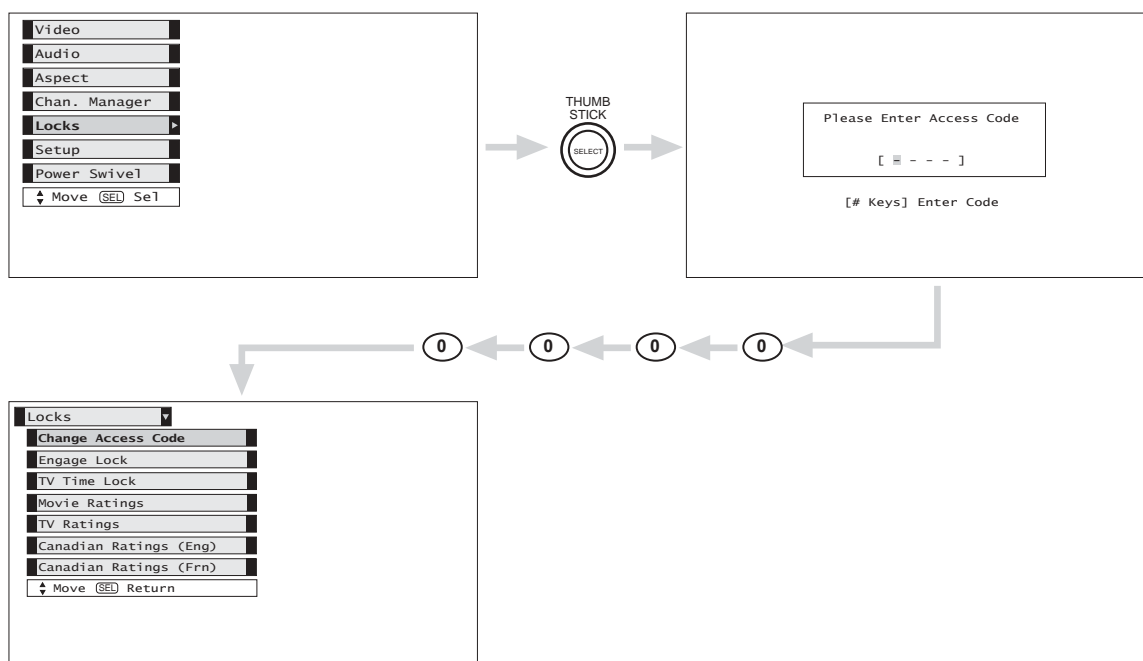 Video
Audio
Aspect
Chan. Manager
Locks
Setup
Power Swivel
Move SEL Sel
THUMB
STICK
SELECT
Please Enter Access Code
[ - - - - ]
[# Keys] Enter Code
0 0 0 0
Locks
Change Access Code
Engage Lock
TV Time Lock
Movie Ratings
TV Ratings
Canadian Ratings (Eng)
Canadian Ratings (Frn)
Move SEL Return